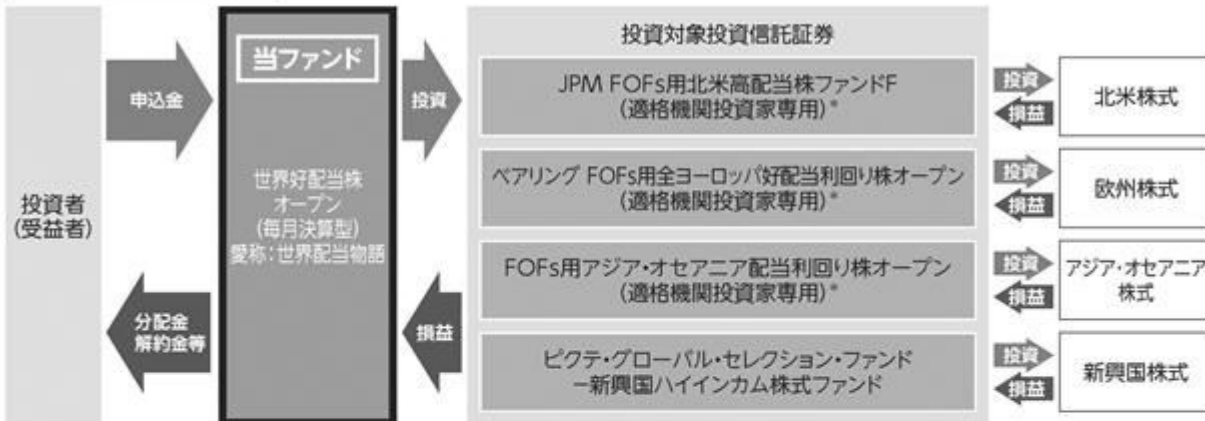 投資者
(受益者)
申込金
分配金
解約金等
当ファンド
世界好配当株
オープン
(毎月決算型)
愛称：世界配当物語
投資
損益
投資対象投資信託証券
JPM FOFs用北米高配当株ファンドF
(適格機関投資家専用)*
ベアリング FOFs用全ヨーロッパ好配当利回り株オープン
(適格機関投資家専用)*
FOFs用アジア・オセアニア配当利回り株オープン
(適格機関投資家専用)*
ピクテ・グローバル・セレクション・ファンド
－新興国ハイインカム株式ファンド
投資
損益
北米株式
投資
損益
欧州株式
投資
損益
アジア・オセアニア
株式
投資
損益
新興国株式